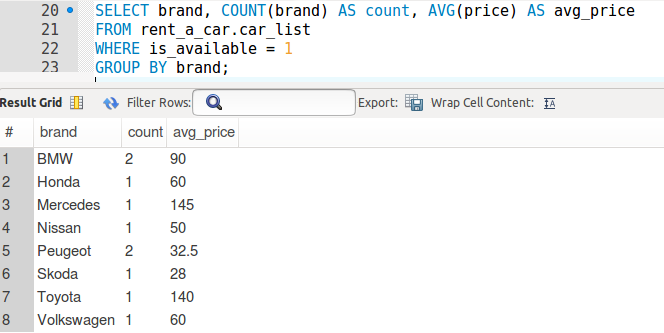 20 SELECT brand, COUNT(brand) AS count, AVG(price) AS avg_price
21 FROM rent_a_car.car_list
22 WHERE is_available = 1
23 GROUP BY brand;
Result Grid Filter Rows: Export: Wrap Cell Content: IA
# brand count avg_price
1 BMW 2 90
2 Honda 1 60
3 Mercedes 1 145
4 Nissan 1 50
5 Peugeot 2 32.5
6 Skoda 1 28
7 Toyota 1 140
8 Volkswagen 1 60